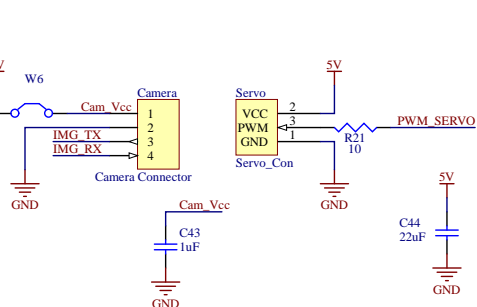 V
W6
5V
Camera
Servo
Cam_Vcc
1
VCC
2
2
PWM
3
PWM_SERVO
IMG_TX
3
GND
1
R21
IMG_RX
4
10
Camera Connector
Servo_Con
GND
GND
5V
Cam_Vcc
C43
1uF
C44
22uF
GND
GND